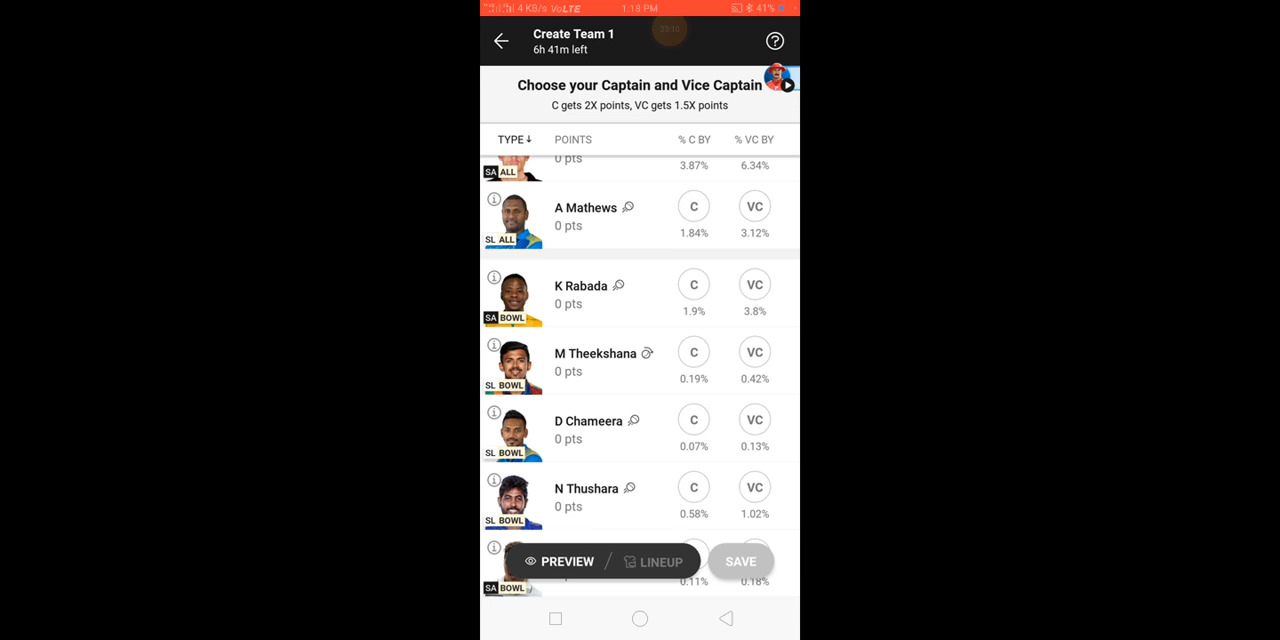 4 KB/s VoLTE 1:18 PM 41%
33:10
Create Team 1
6h 41m left
Choose your Captain and Vice Captain
C gets 2X points, VC gets 1.5X points
TYPE↓ POINTS % C BY % VC BY
0 pts 3.87% 6.34%
SA ALL
A Mathews C VC
0 pts 1.84% 3.12%
SL ALL
K Rabada C VC
0 pts 1.9% 3.8%
SA BOWL
M Theekshana C VC
0 pts 0.19% 0.42%
SL BOWL
D Chameera C VC
0 pts 0.07% 0.13%
SL BOWL
N Thushara C VC
0 pts 0.58% 1.02%
SL BOWL
PREVIEW / LINEUP SAVE
0.11% 0.18%
SA BOWL